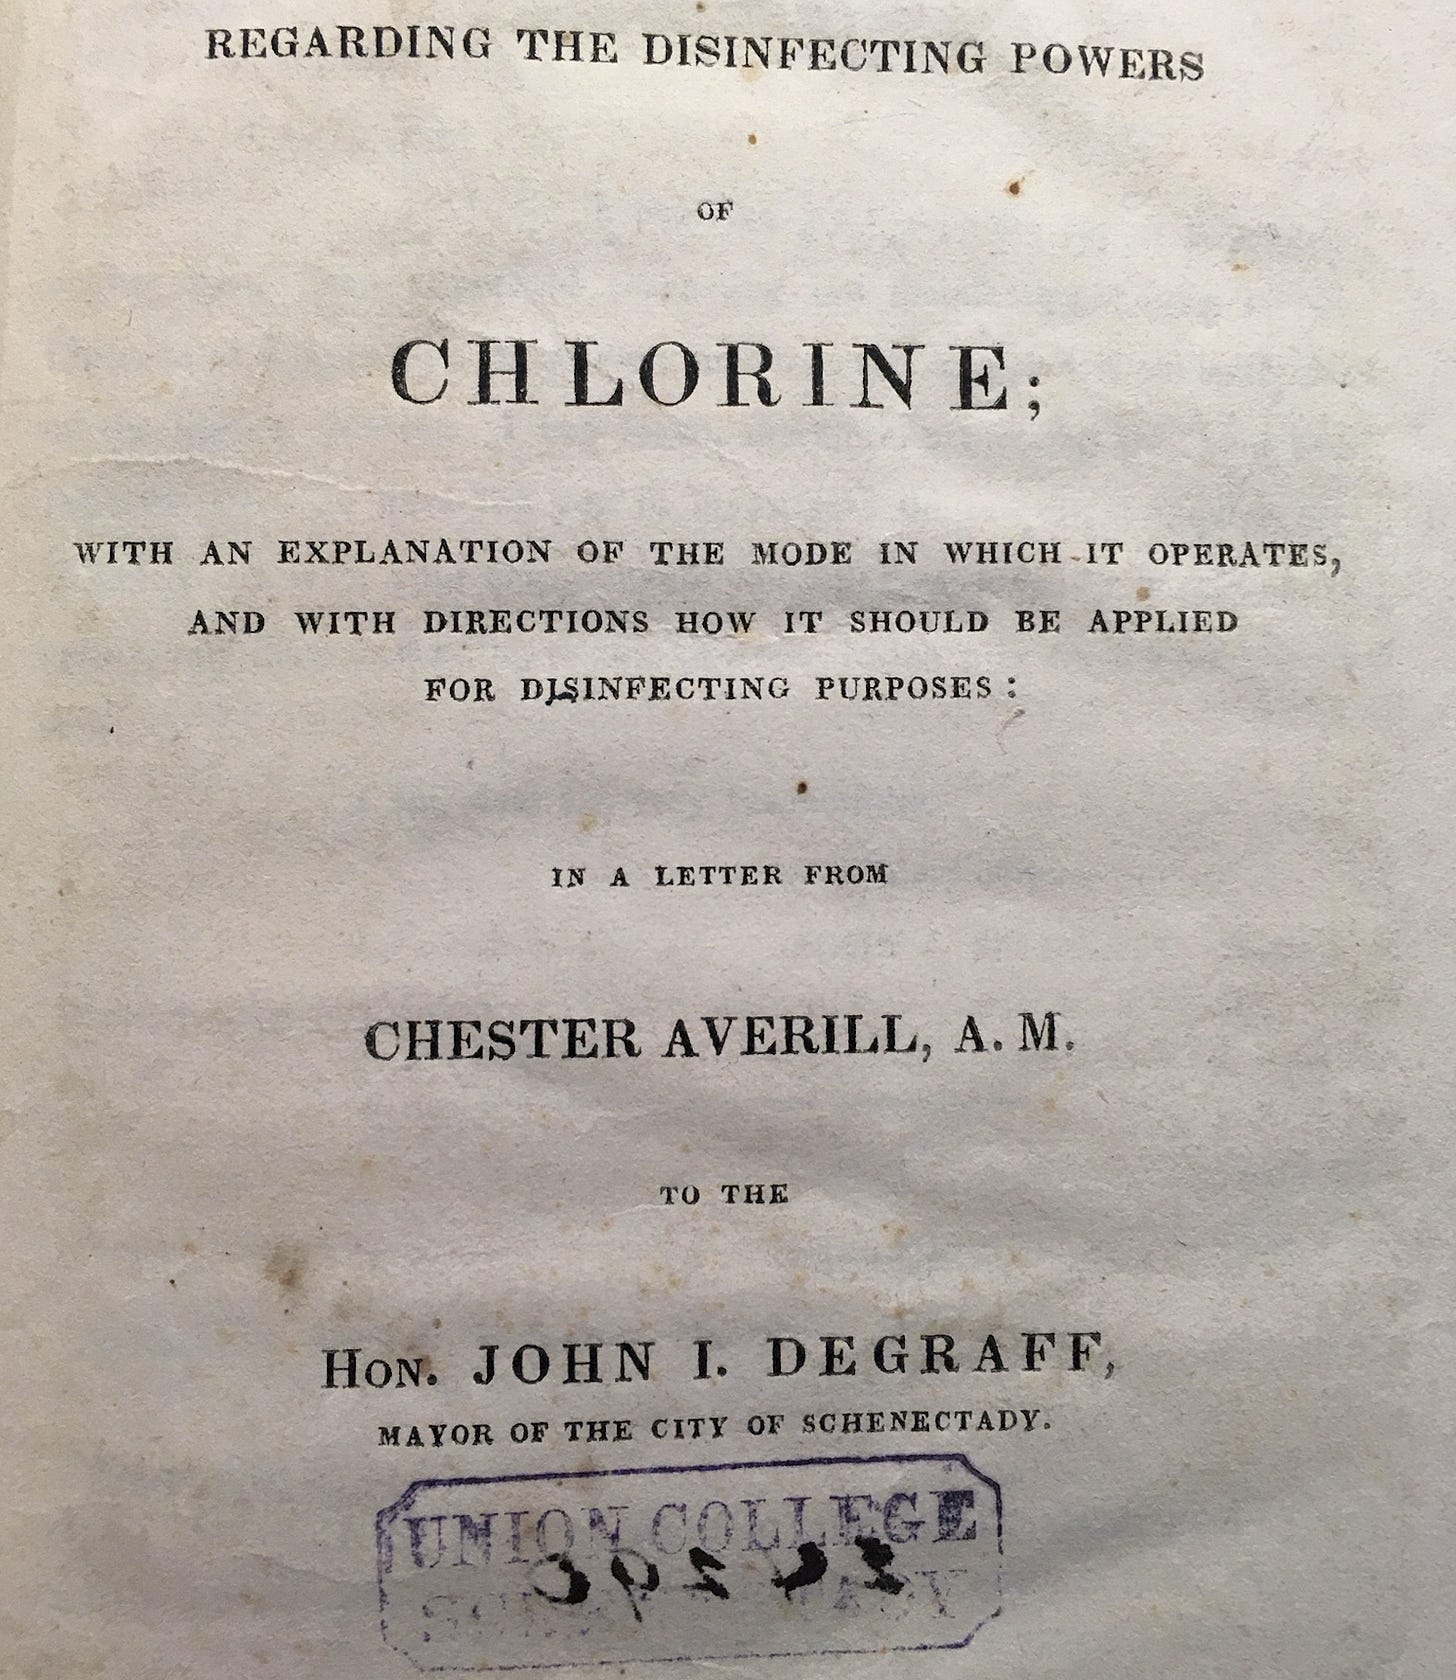 REGARDING THE DISINFECTING POWERS
OF
CHLORINE;
WITH AN EXPLANATION OF THE MODE IN WHICH IT OPERATES,
AND WITH DIRECTIONS HOW IT SHOULD BE APPLIED
FOR DISINFECTING PURPOSES:
IN A LETTER FROM
CHESTER AVERILL, A. M.
TO THE
HON. JOHN I. DEGRAFF,
MAYOR OF THE CITY OF SCHENECTADY.
UNION COLLEGE